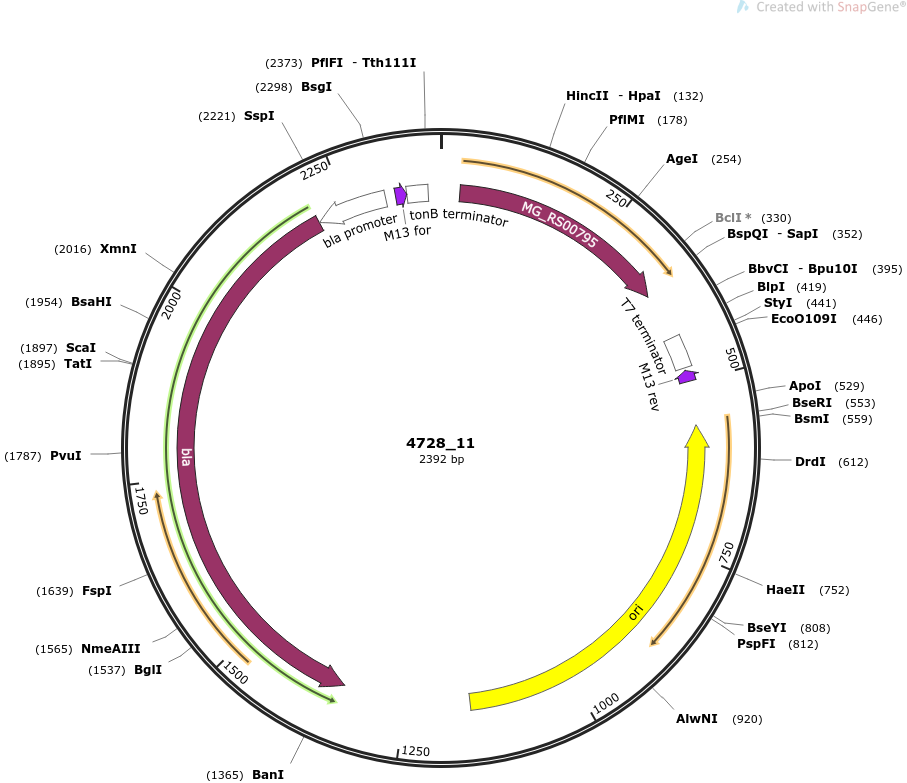 Created with SnapGene®
(2373) PflFI - Tth111I
(2298) BsgI
(2221) SspI
HincII - HpaI (132)
PflMI (178)
AgeI (254)
BclI * (330)
BspQI - SapI (352)
BbvCI - Bpu10I (395)
BlpI (419)
StyI (441)
EcoO109I (446)
ApoI (529)
BseRI (553)
BsmI (559)
DrdI (612)
HaeII (752)
BseYI (808)
PspFI (812)
AlwNI (920)
(1365) BanI
(1537) BglI
(1565) NmeAIII
(1639) FspI
(1787) PvuI
(1895) TatI
(1897) ScaI
(1954) BsaHI
(2016) XmnI
250
500
750
1000
1250
1500
1750
2000
2250
MG_RS00795
T7 terminator
M13 rev
ori
bla
bla promoter
M13 for
tonB terminator
4728_11
2392 bp